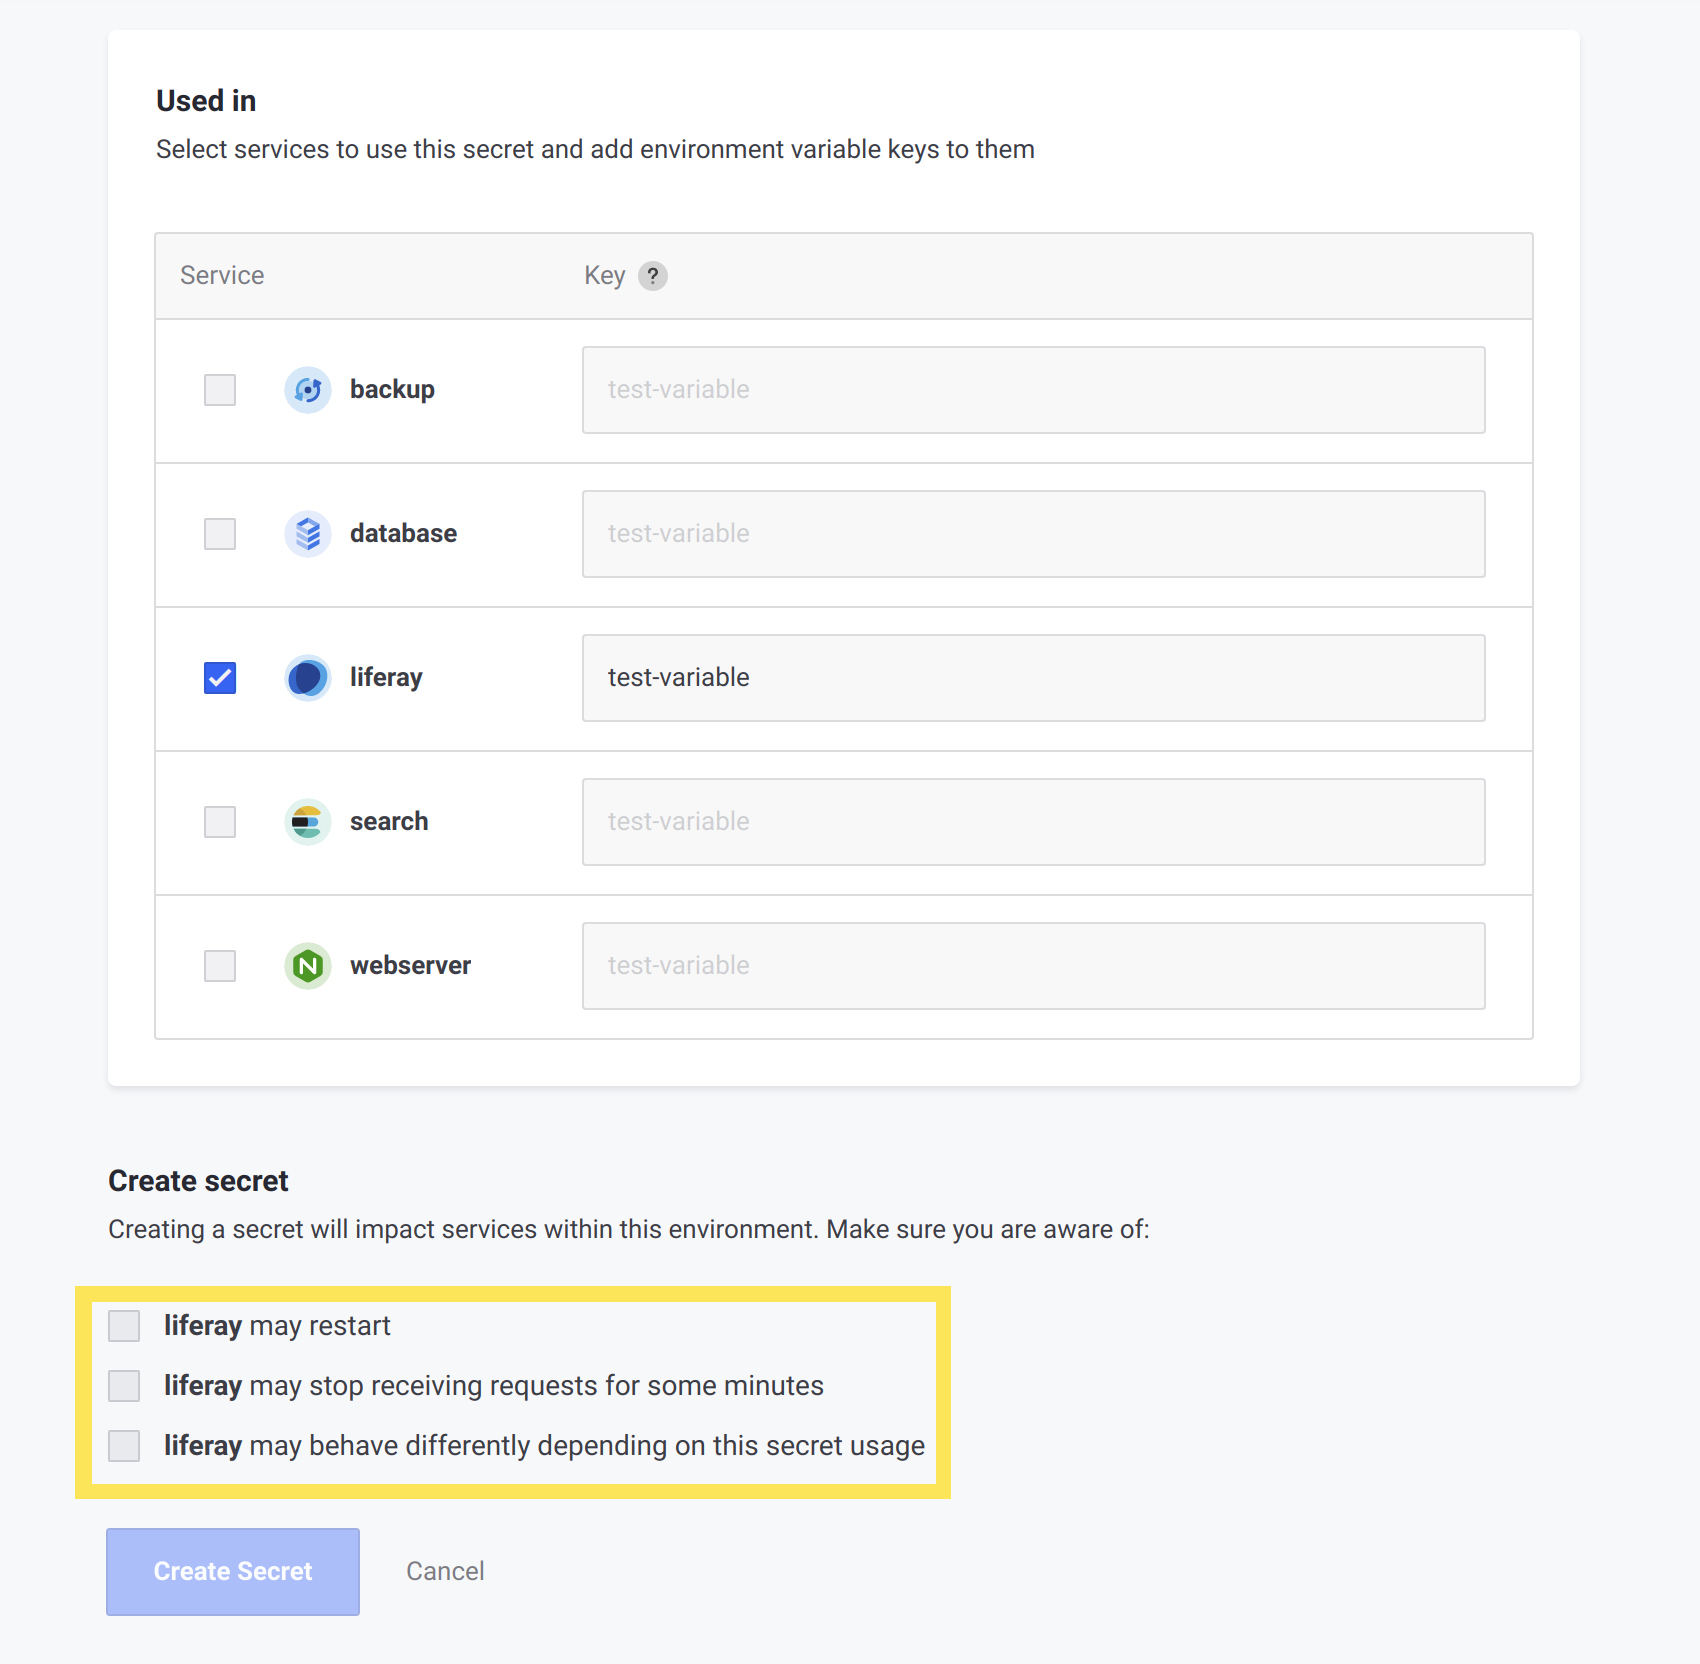 Used in
Select services to use this secret and add environment variable keys to them
Service Key ?
backup test-variable
database test-variable
liferay test-variable
search test-variable
webserver test-variable
Create secret
Creating a secret will impact services within this environment. Make sure you are aware of:
liferay may restart
liferay may stop receiving requests for some minutes
liferay may behave differently depending on this secret usage
Create Secret Cancel